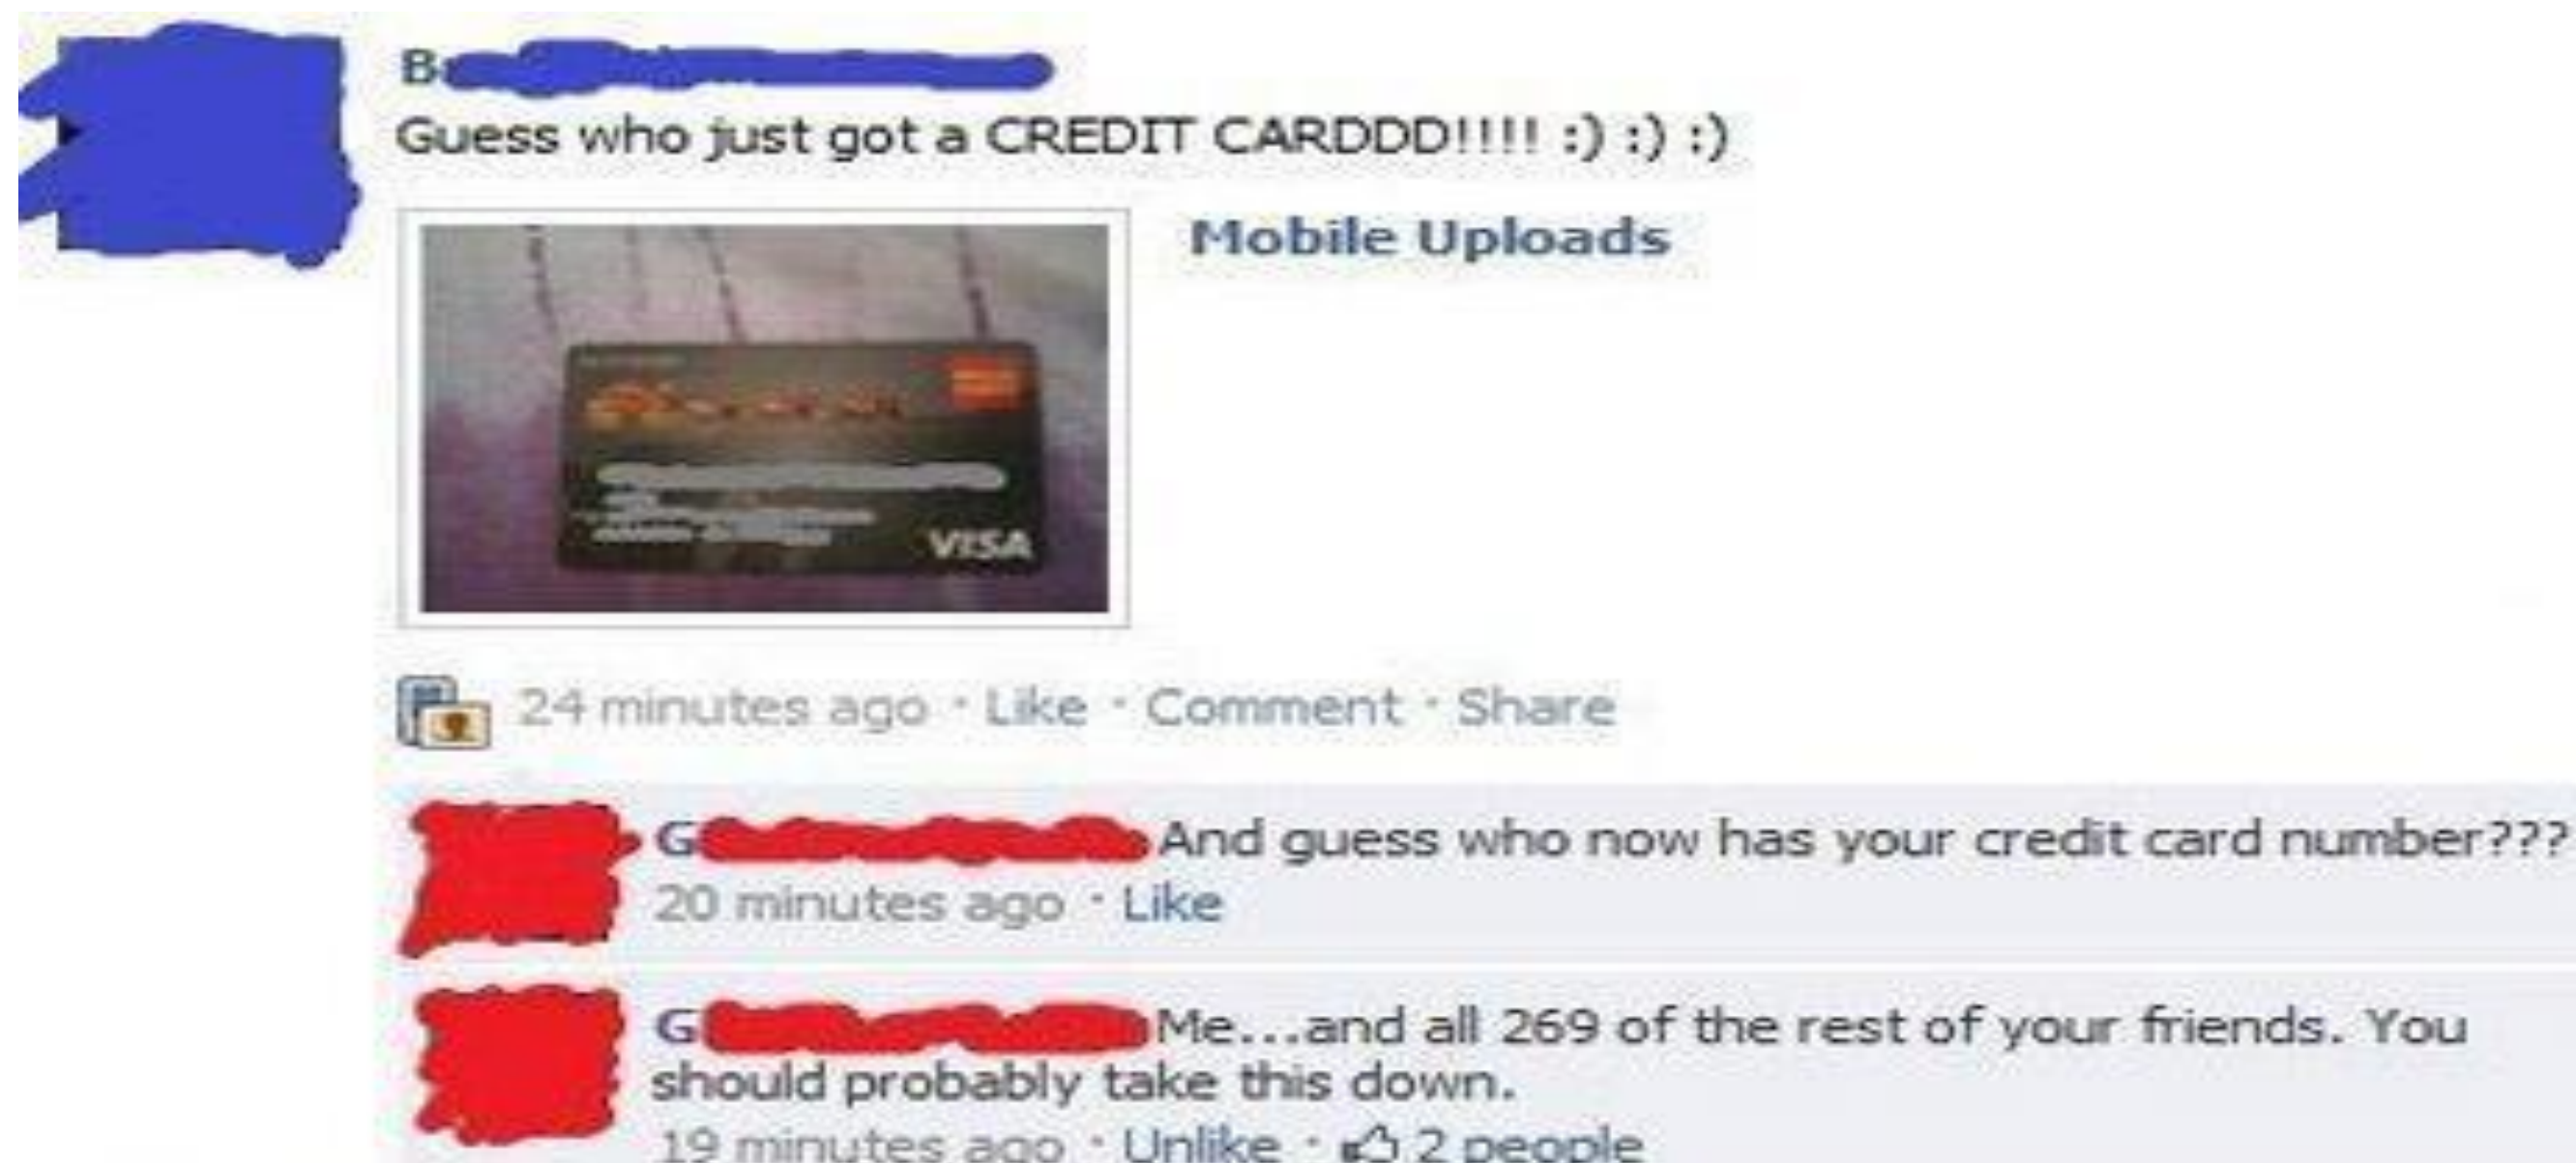 B
Guess who just got a CREDIT CARDDD!!!! :) :) :)
Mobile Uploads
VISA
24 minutes ago · Like · Comment · Share
G And guess who now has your credit card number???
20 minutes ago · Like
G Me...and all 269 of the rest of your friends. You
should probably take this down.
19 minutes ago · Unlike · 2 people